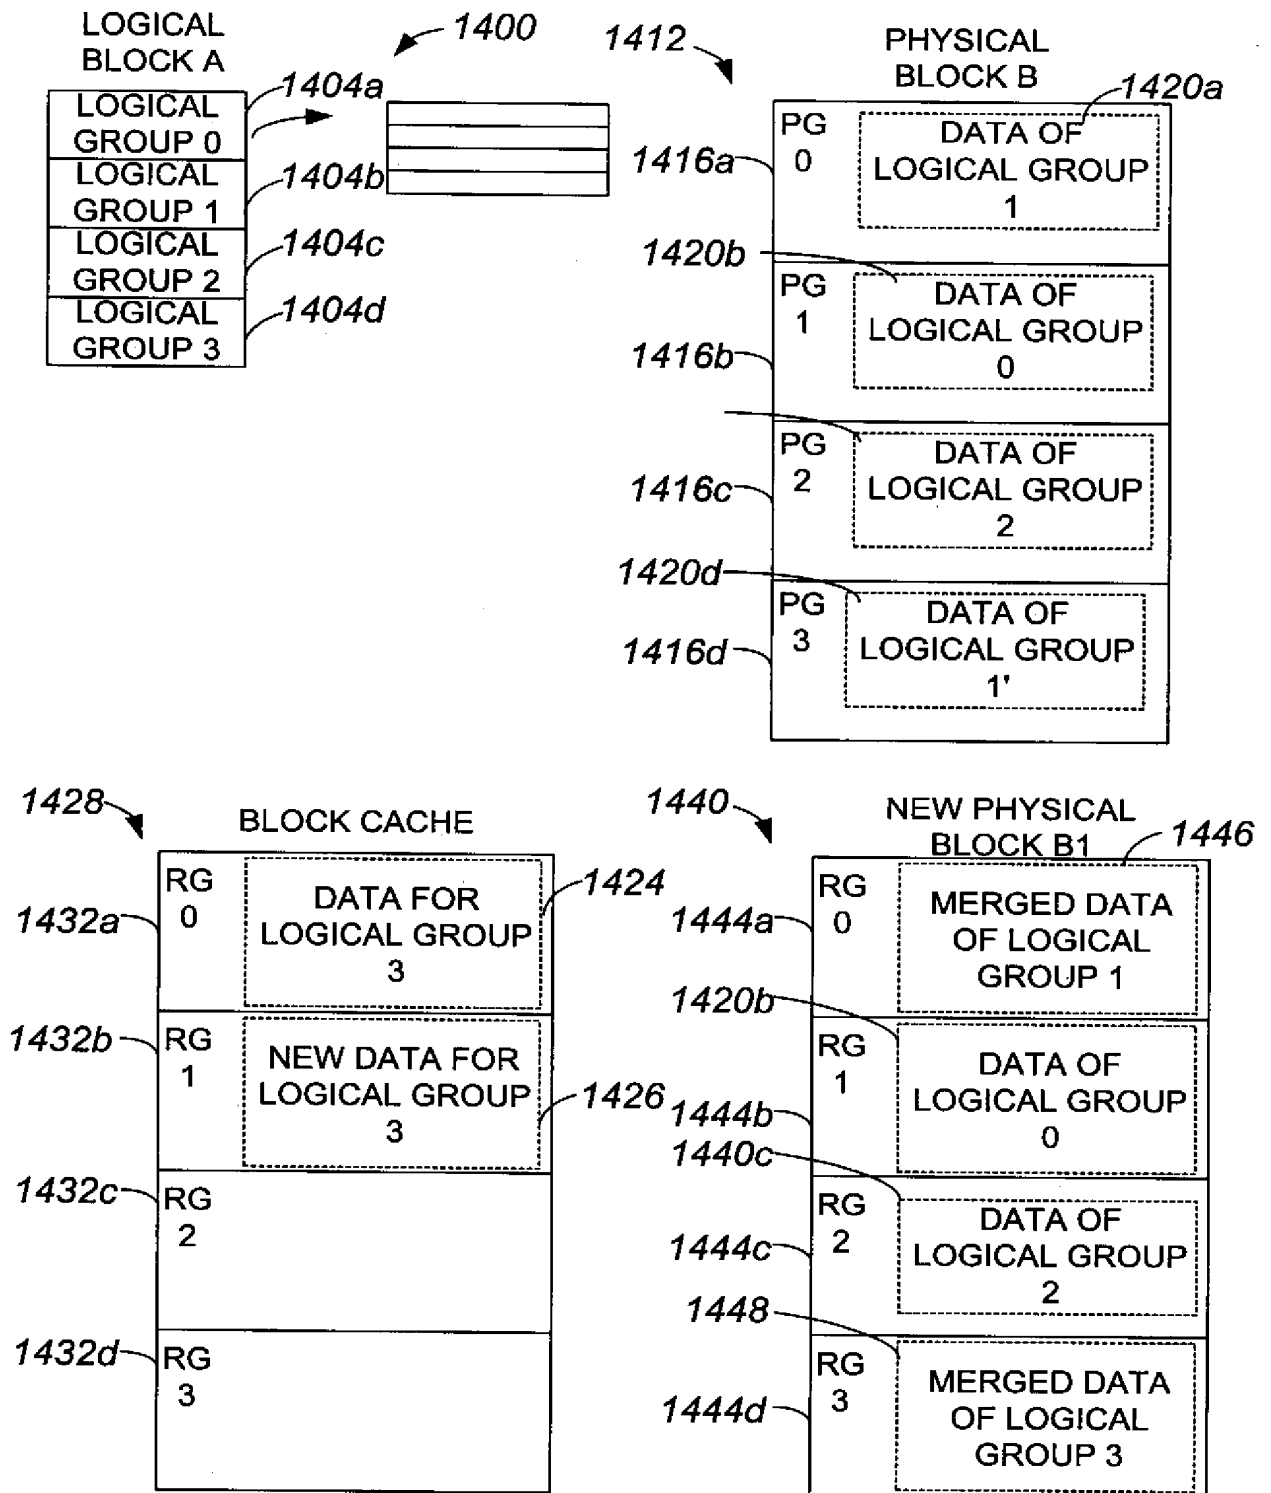 LOGICAL
BLOCK A
1400
LOGICAL
GROUP 0
1404a
LOGICAL
GROUP 1
1404b
LOGICAL
GROUP 2
1404c
LOGICAL
GROUP 3
1404d
1412
PHYSICAL
BLOCK B
PG
0
1416a
DATA OF
LOGICAL GROUP
1
1420a
PG
1
1416b
1420b
DATA OF
LOGICAL GROUP
0
PG
2
1416c
DATA OF
LOGICAL GROUP
2
PG
3
1416d
1420d
DATA OF
LOGICAL GROUP
1'
1428
BLOCK CACHE
RG
0
1432a
DATA FOR
LOGICAL GROUP
3
1424
RG
1
1432b
NEW DATA FOR
LOGICAL GROUP
3
1426
RG
2
1432c
RG
3
1432d
1440
NEW PHYSICAL
BLOCK B1
1446
RG
0
1444a
MERGED DATA
OF LOGICAL
GROUP 1
1420b
RG
1
1444b
DATA OF
LOGICAL GROUP
0
1440c
RG
2
1444c
DATA OF
LOGICAL GROUP
2
1448
RG
3
1444d
MERGED DATA
OF LOGICAL
GROUP 3